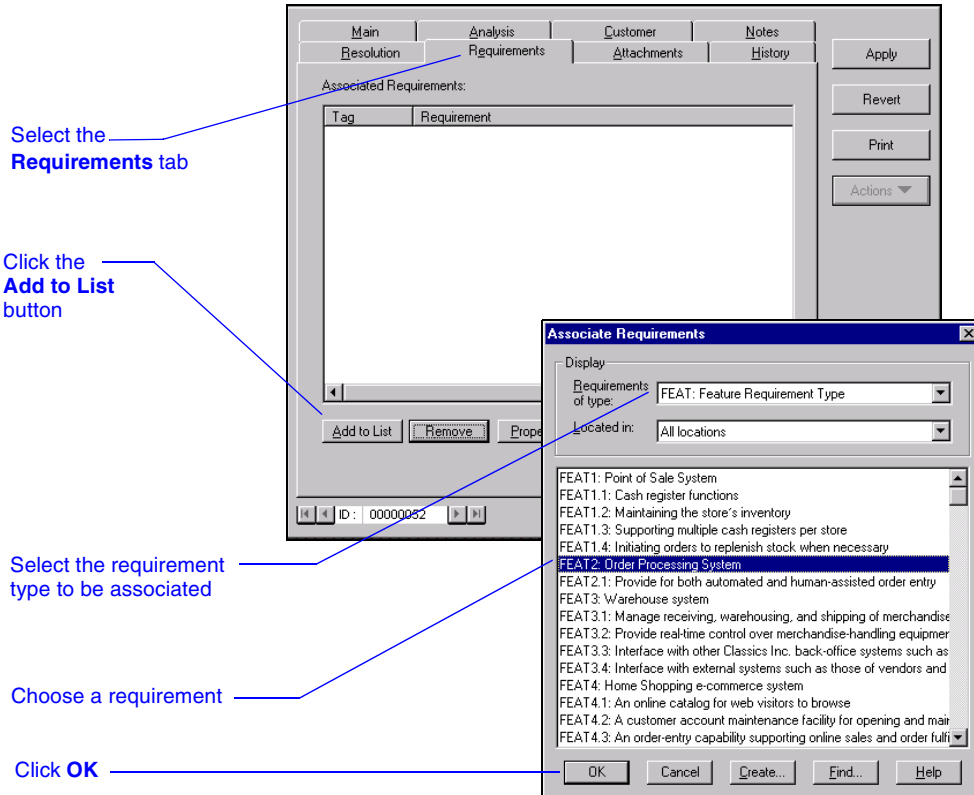 Main Analysis Customer Notes
Resolution Requirements Attachments History
Apply
Associated Requirements:
Revert
Tag Requirement
Select the
Requirements tab
Print
Actions
Click the
Add to List
button
Associate Requirements
Display
Requirements
of type:
FEAT: Feature Requirement Type
Located in: All locations
Add to List Remove Prope
FEAT1: Point of Sale System
FEAT1.1: Cash register functions
FEAT1.2: Maintaining the store's inventory
ID : 00000052
FEAT1.3: Supporting multiple cash registers per store
FEAT1.4: Initiating orders to replenish stock when necessary
Select the requirement
type to be associated
FEAT2: Order Processing System
FEAT2.1: Provide for both automated and human-assisted order entry
FEAT3: Warehouse system
FEAT3.1: Manage receiving, warehousing, and shipping of merchandise
FEAT3.2: Provide real-time control over merchandise-handling equipmer
FEAT3.3: Interface with other Classics Inc. back-office systems such as
FEAT3.4: Interface with external systems such as those of vendors and
Choose a requirement
FEAT4: Home Shopping e-commerce system
FEAT4.1: An online catalog for web visitors to browse
FEAT4.2: A customer account maintenance facility for opening and mair
FEAT4.3: An order-entry capability supporting online sales and order fulfi
Click OK
OK Cancel Create... Find... Help